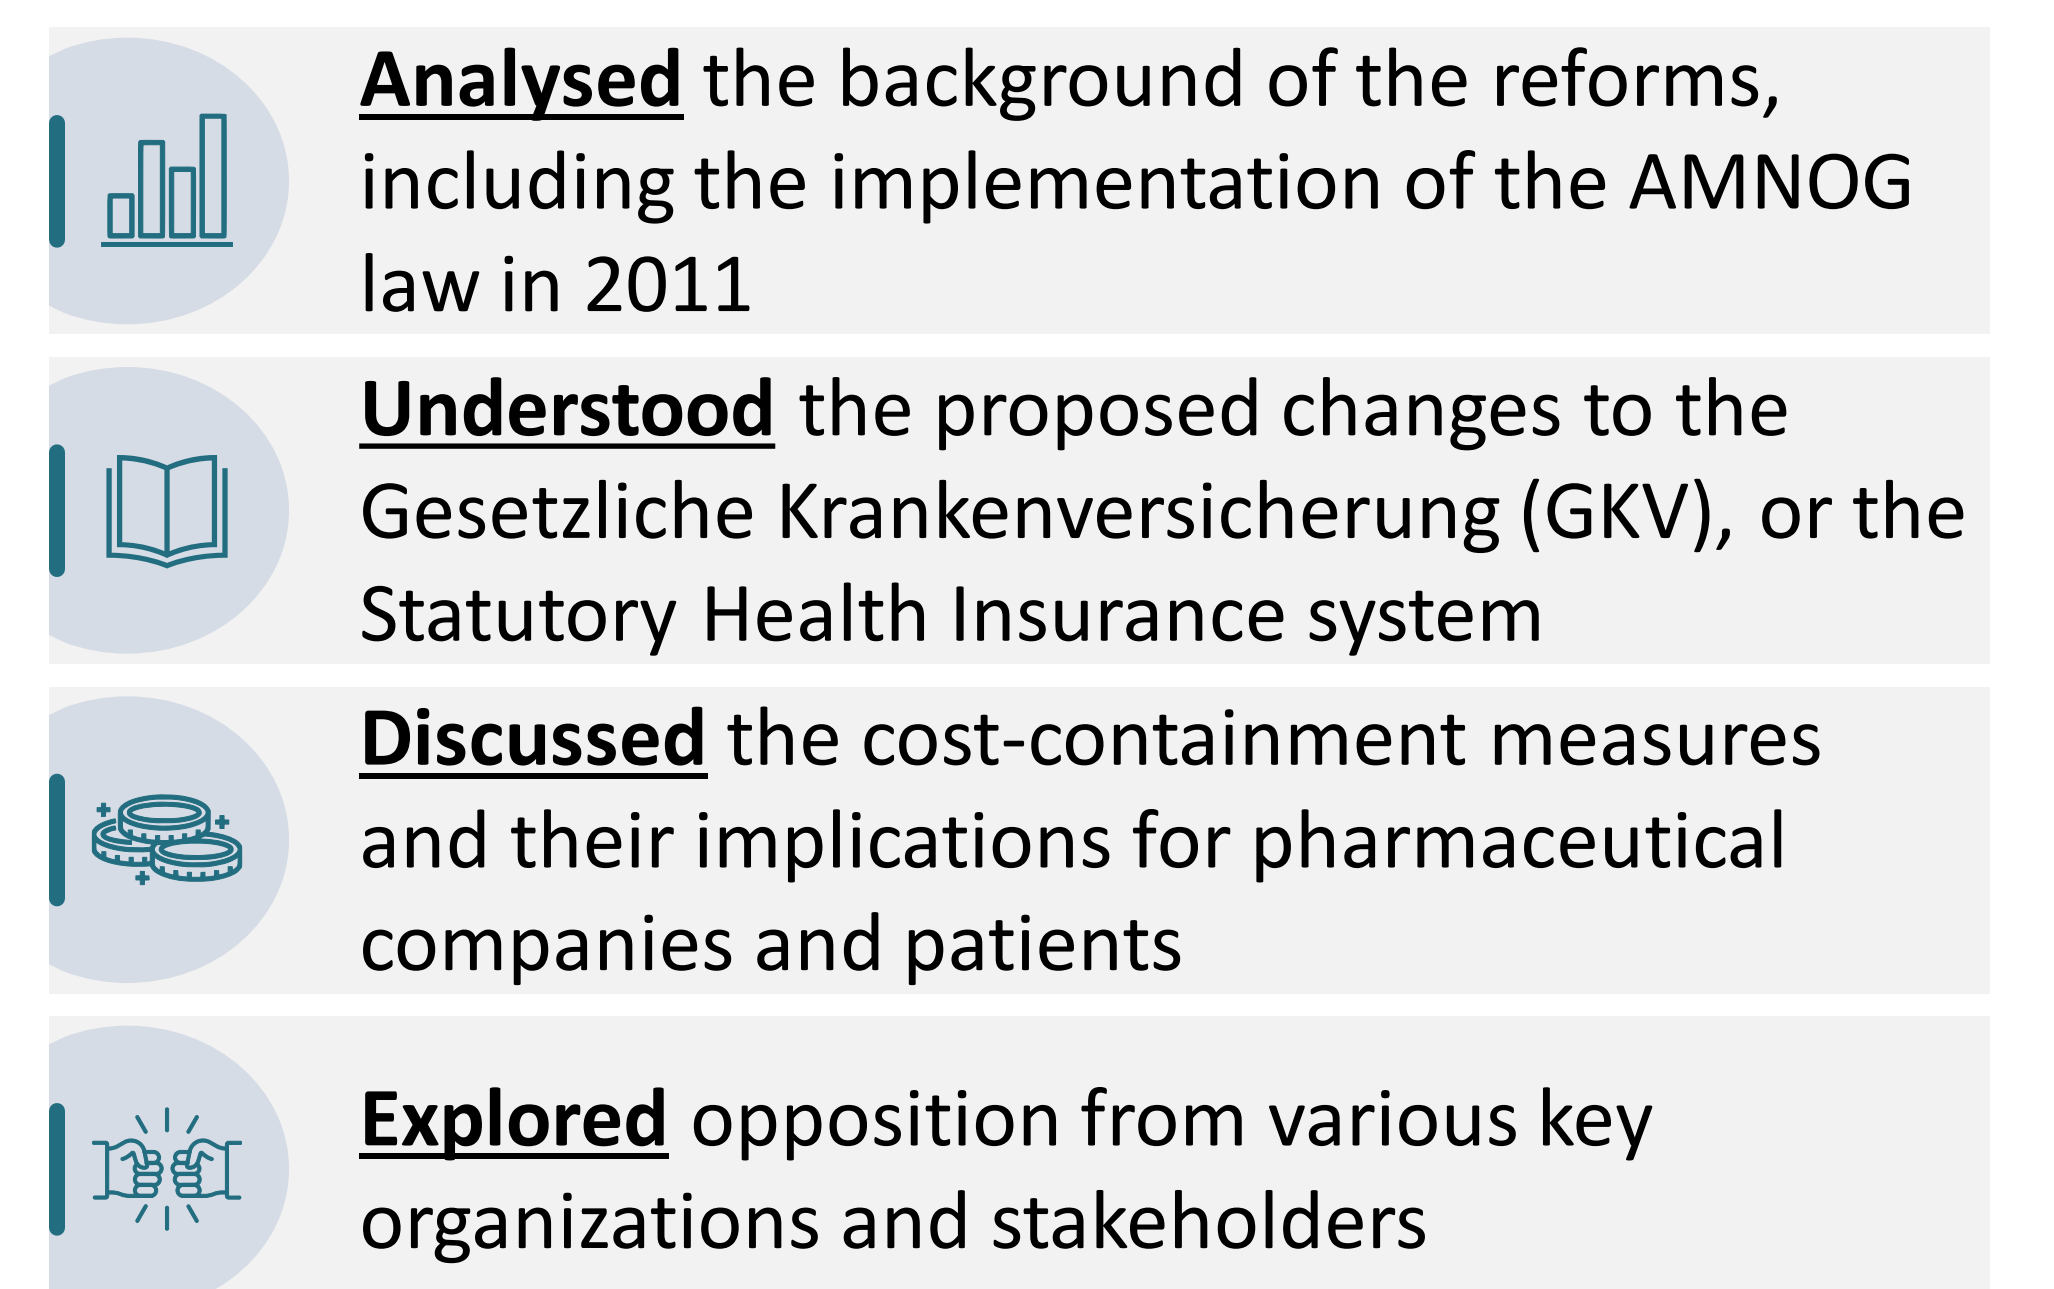 Analysed the background of the reforms,
including the implementation of the AMNOG
law in 2011
Understood the proposed changes to the
Gesetzliche Krankenversicherung (GKV), or the
Statutory Health Insurance system
Discussed the cost-containment measures
and their implications for pharmaceutical
companies and patients
Explored opposition from various key
organizations and stakeholders